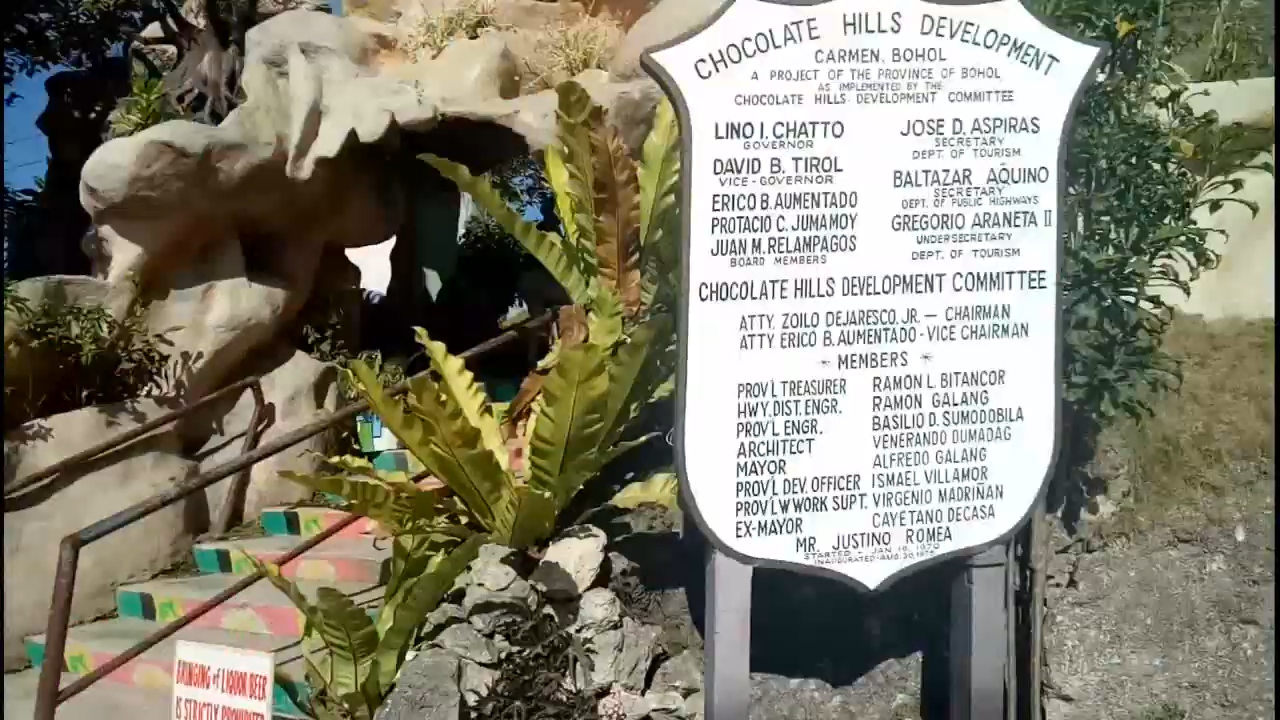 CHOCOLATE HILLS DEVELOPMENT
CARMEN, BOHOL
A PROJECT OF THE PROVINCE OF BOHOL
AS IMPLEMENTED BY THE
CHOCOLATE HILLS DEVELOPMENT COMMITTEE
LINO I. CHATTO
GOVERNOR
DAVID B. TIROL
VICE-GOVERNOR
ERICO B. AUMENTADO
PROTACIO C. JUMAMOY
JUAN M. RELAMPAGOS
BOARD MEMBERS
JOSE D. ASPIRAS
SECRETARY
DEPT. OF TOURISM
BALTAZAR AQUINO
SECRETARY
DEPT. OF PUBLIC HIGHWAYS
GREGORIO ARANETA II
UNDERSECRETARY
DEPT. OF TOURISM
CHOCOLATE HILLS DEVELOPMENT COMMITTEE
ATTY. ZOILO DEJARESCO, JR. — CHAIRMAN
ATTY. ERICO B. AUMENTADO - VICE CHAIRMAN
* MEMBERS *
PROV'L TREASURER RAMON L. BITANCOR
HWY. DIST. ENGR. RAMON GALANG
PROV'L ENGR. BASILIO D. SUMODOBILA
ARCHITECT VENERANDO DUMADAG
MAYOR ALFREDO GALANG
PROV'L DEV. OFFICER ISMAEL VILLAMOR
PROV'L W WORK SUPT. VIRGENIO MADRIÑAN
EX-MAYOR CAYETANO DECASA
MR. JUSTINO ROMEA
STARTED - JAN.
INAUGURATED - AUG.
BRINGING of LIQUOR BEER
IS STRICTLY PROHIBITED